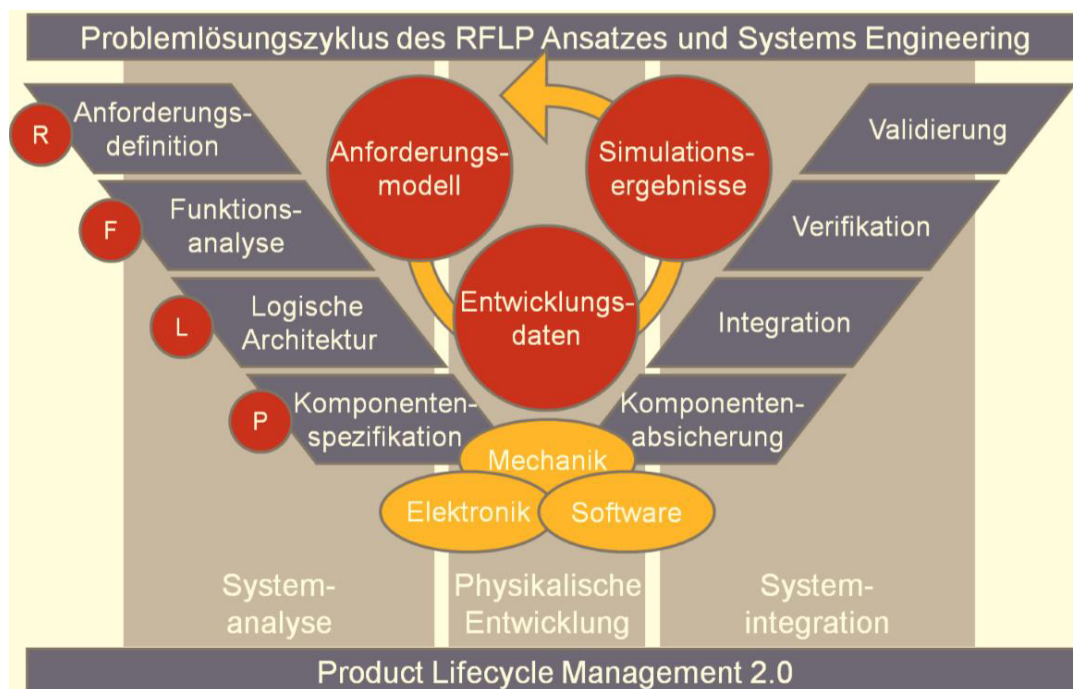 Problemlösungszyklus des RFLP Ansatzes und Systems Engineering
R
Anforderungs-
definition
F
Funktions-
analyse
L
Logische
Architektur
P
Komponenten-
spezifikation
Anforderungs-
modell
Simulations-
ergebnisse
Entwicklungs-
daten
Validierung
Verifikation
Integration
Komponenten-
absicherung
Mechanik
Elektronik
Software
System-
analyse
Physikalische
Entwicklung
System-
integration
Product Lifecycle Management 2.0